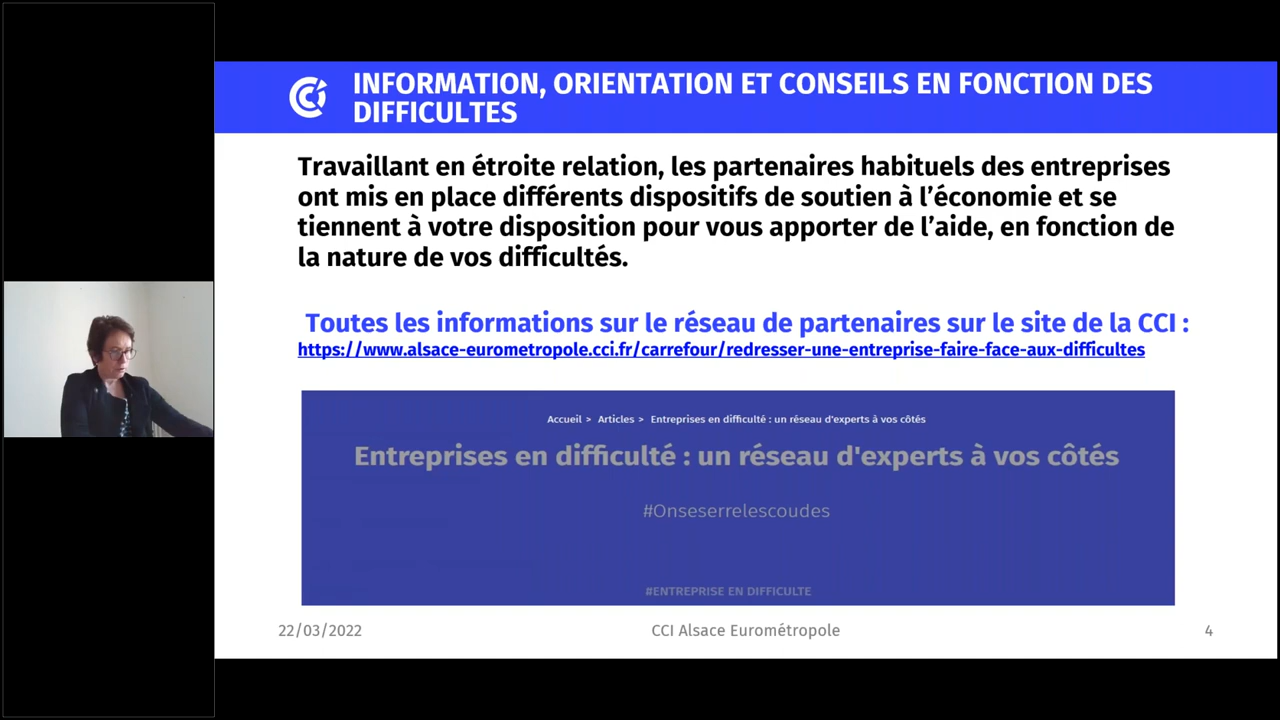 INFORMATION, ORIENTATION ET CONSEILS EN FONCTION DES
DIFFICULTES
Travaillant en étroite relation, les partenaires habituels des entreprises
ont mis en place différents dispositifs de soutien à l’économie et se
tiennent à votre disposition pour vous apporter de l’aide, en fonction de
la nature de vos difficultés.
Toutes les informations sur le réseau de partenaires sur le site de la CCI :
https://www.alsace-eurometropole.cci.fr/carrefour/redresser-une-entreprise-faire-face-aux-difficultes
Accueil > Articles > Entreprises en difficulté : un réseau d'experts à vos côtés
Entreprises en difficulté : un réseau d'experts à vos côtés
#Onseserrelescoudes
#ENTREPRISE EN DIFFICULTE
22/03/2022 CCI Alsace Eurométropole 4